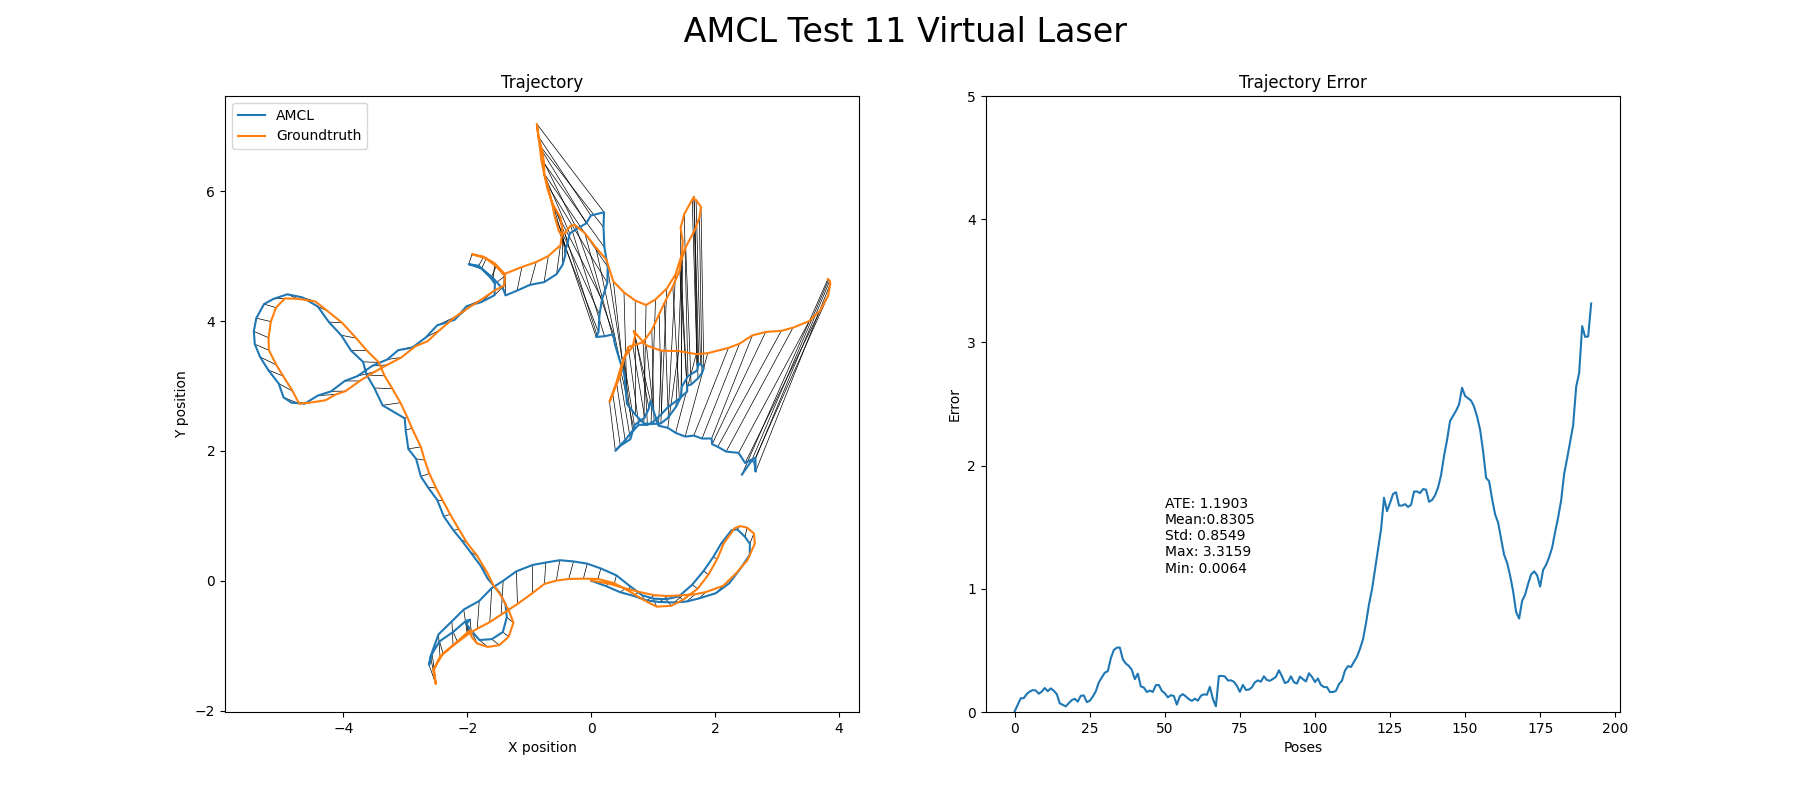 AMCL Test 11 Virtual Laser
Trajectory
AMCL
Groundtruth
6
4
2
0
−2
−4
−2
0
2
4
Y position
X position
Trajectory Error
5
4
3
2
1
0
ATE: 1.1903
Mean:0.8305
Std: 0.8549
Max: 3.3159
Min: 0.0064
0
25
50
75
100
125
150
175
200
Error
Poses